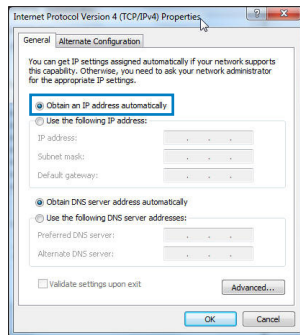 Internet Protocol Version 4 (TCP/IPv4) Properties
General
Alternate Configuration
You can get IP settings assigned automatically if your network supports
this capability. Otherwise, you need to ask your network administrator
for the appropriate IP settings.
Obtain an IP address automatically
Use the following IP address:
IP address:
Subnet mask:
Default gateway:
Obtain DNS server address automatically
Use the following DNS server addresses:
Preferred DNS server:
Alternate DNS server:
Validate settings upon exit
Advanced...
OK
Cancel